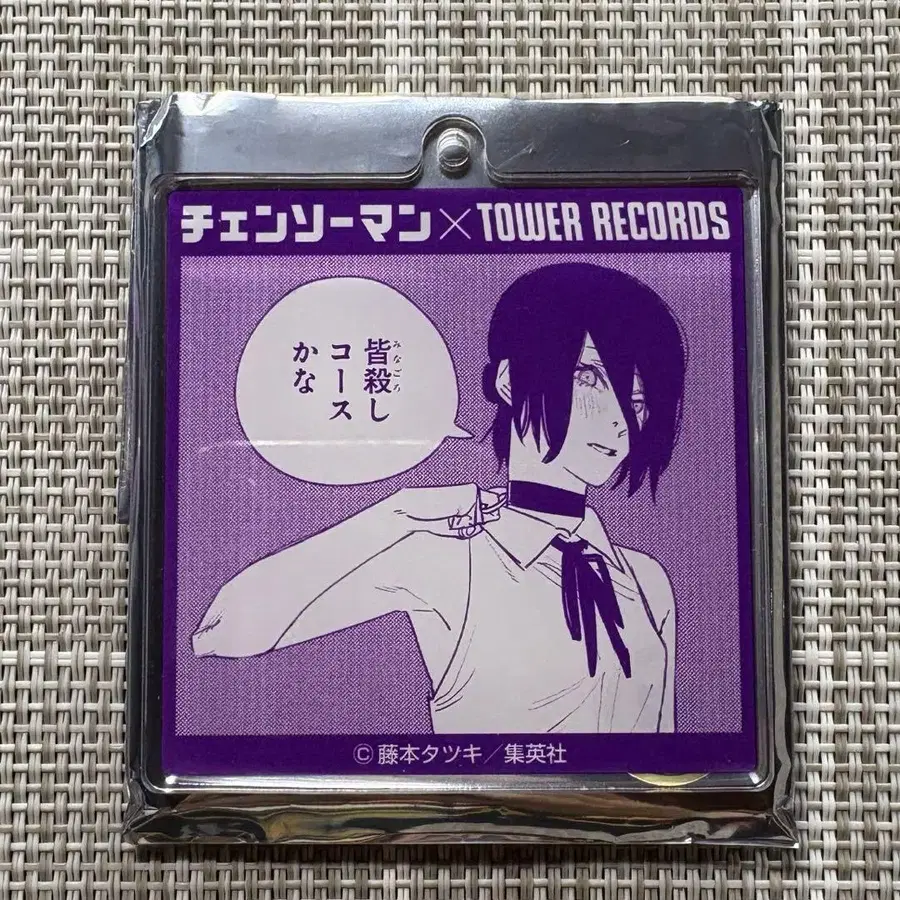 チェンソーマン×TOWER RECORDS
皆殺し
みなごろ
コース
かな
©藤本タツキ／集英社